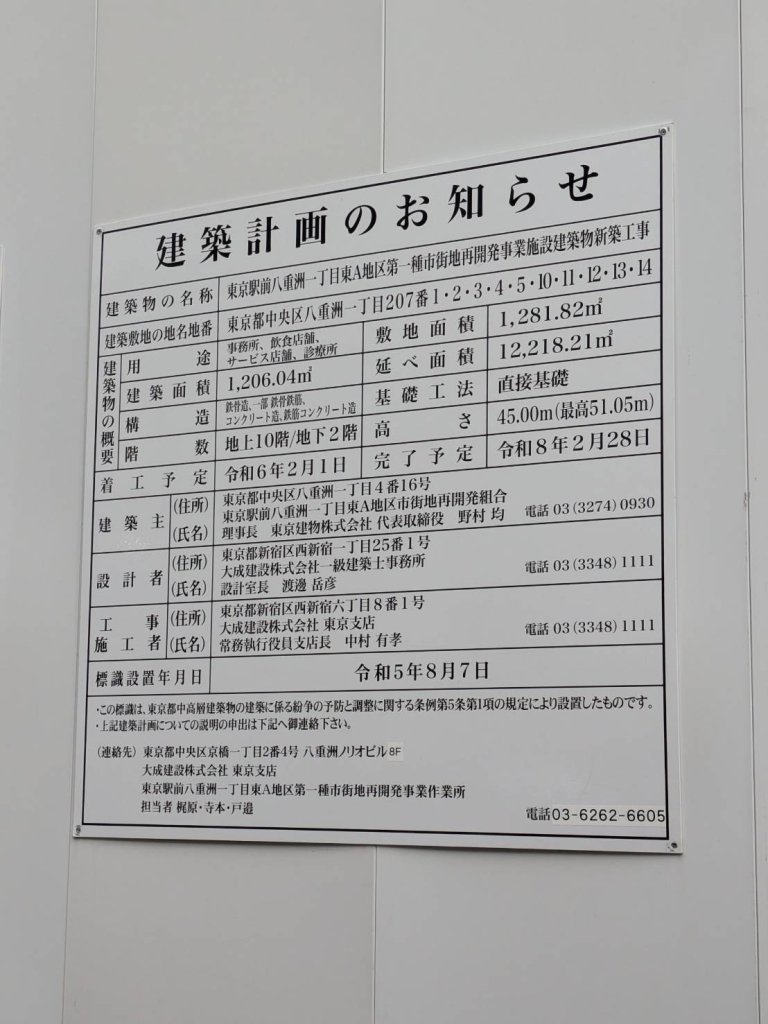 建築計画のお知らせ
建築物の名称 東京駅前八重洲一丁目東A地区第一種市街地再開発事業施設建築物新築工事
建築敷地の地名地番 東京都中央区八重洲一丁目207番1・2・3・4・5・10・11・12・13・14
建築物の概要
用途 事務所、飲食店舗、
サービス店舗、診療所
敷地面積 1,281.82㎡
建築面積 1,206.04㎡
延べ面積 12,218.21㎡
構造 鉄骨造、一部 鉄骨鉄筋
コンクリート造、鉄筋コンクリート造
基礎工法 直接基礎
階数 地上10階/地下2階
高さ 45.00m(最高51.05m)
着工予定 令和6年2月1日
完了予定 令和8年2月28日
建築主
(住所) 東京都中央区八重洲一丁目4番16号
東京駅前八重洲一丁目東A地区市街地再開発組合
(氏名) 理事長 東京建物株式会社 代表取締役 野村 均 電話 03(3274)0930
設計者
(住所) 東京都新宿区西新宿一丁目25番1号
大成建設株式会社一級建築士事務所
(氏名) 設計室長 渡邊 岳彦 電話 03(3348)1111
工事施工者
(住所) 東京都新宿区西新宿六丁目8番1号
大成建設株式会社 東京支店
(氏名) 常務執行役員支店長 中村 有孝 電話 03(3348)1111
標識設置年月日 令和5年8月7日
・この標識は、東京都中高層建築物の建築に係る紛争の予防と調整に関する条例第5条第1項の規定により設置したものです。
・上記建築計画についての説明の申出は下記へ御連絡下さい。
(連絡先) 東京都中央区京橋一丁目2番4号 八重洲ノリオビル8F
大成建設株式会社 東京支店
東京駅前八重洲一丁目東A地区第一種市街地再開発事業作業所
担当者 梶原・寺本・戸邉 電話03-6262-6605